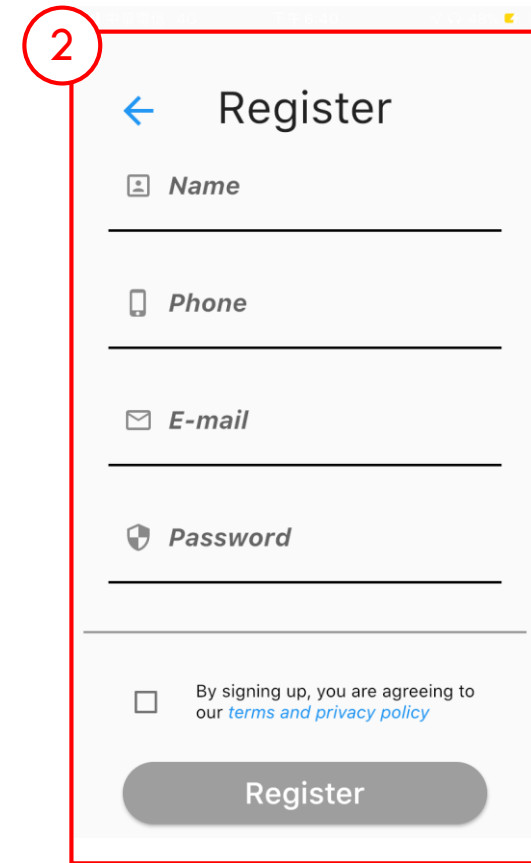 2
Register
Name
Phone
E-mail
Password
By signing up, you are agreeing to
our terms and privacy policy
Register